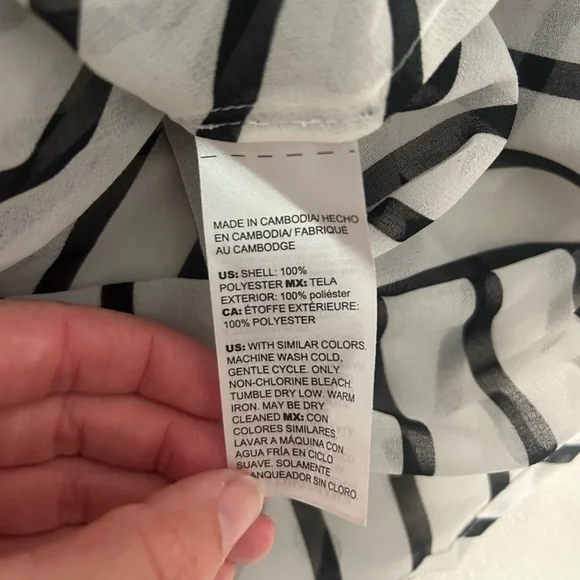 MADE IN CAMBODIA/ HECHO
EN CAMBODIA/ FABRIQUÉ
AU CAMBODGE
US: SHELL: 100%
POLYESTER MX: TELA
EXTERIOR: 100% poliéster
CA: ÉTOFFE EXTÉRIEURE:
100% POLYESTER
US: WITH SIMILAR COLORS.
MACHINE WASH COLD,
GENTLE CYCLE. ONLY
NON-CHLORINE BLEACH.
TUMBLE DRY LOW. WARM
IRON. MAY BE DRY
CLEANED MX: CON
COLORES SIMILARES.
LAVAR A MÁQUINA CON
AGUA FRÍA EN CICLO
SUAVE. SOLAMENTE
SIN CLORO